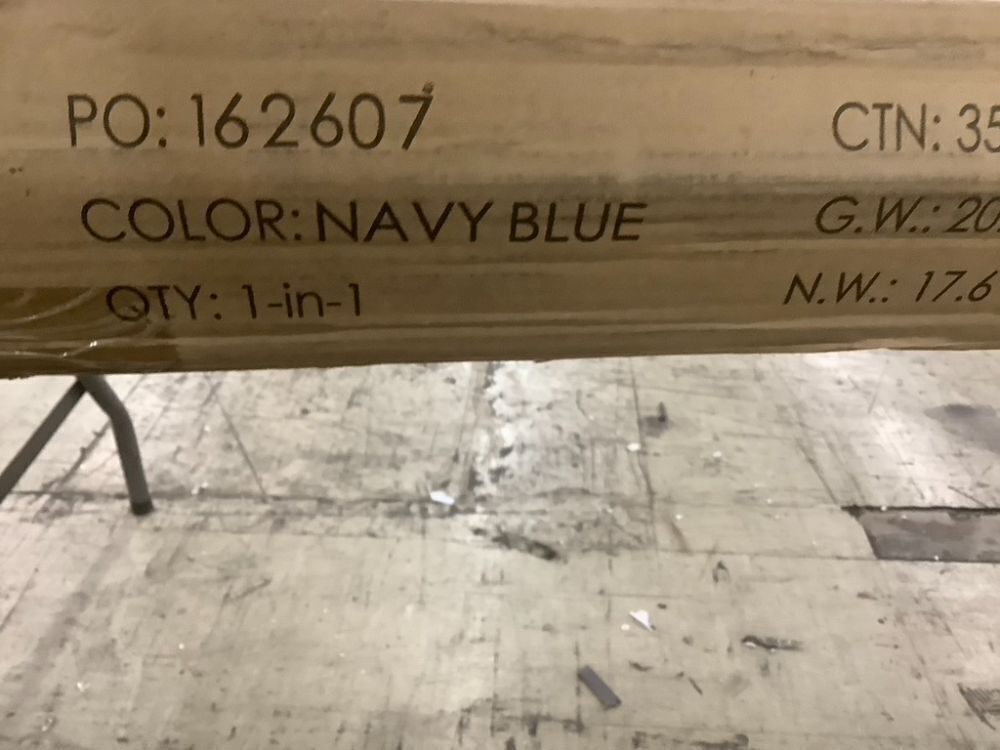 PO: 162607
CTN: 35
COLOR: NAVY BLUE
G.W.: 20.
QTY: 1-in-1
N.W.: 17.6